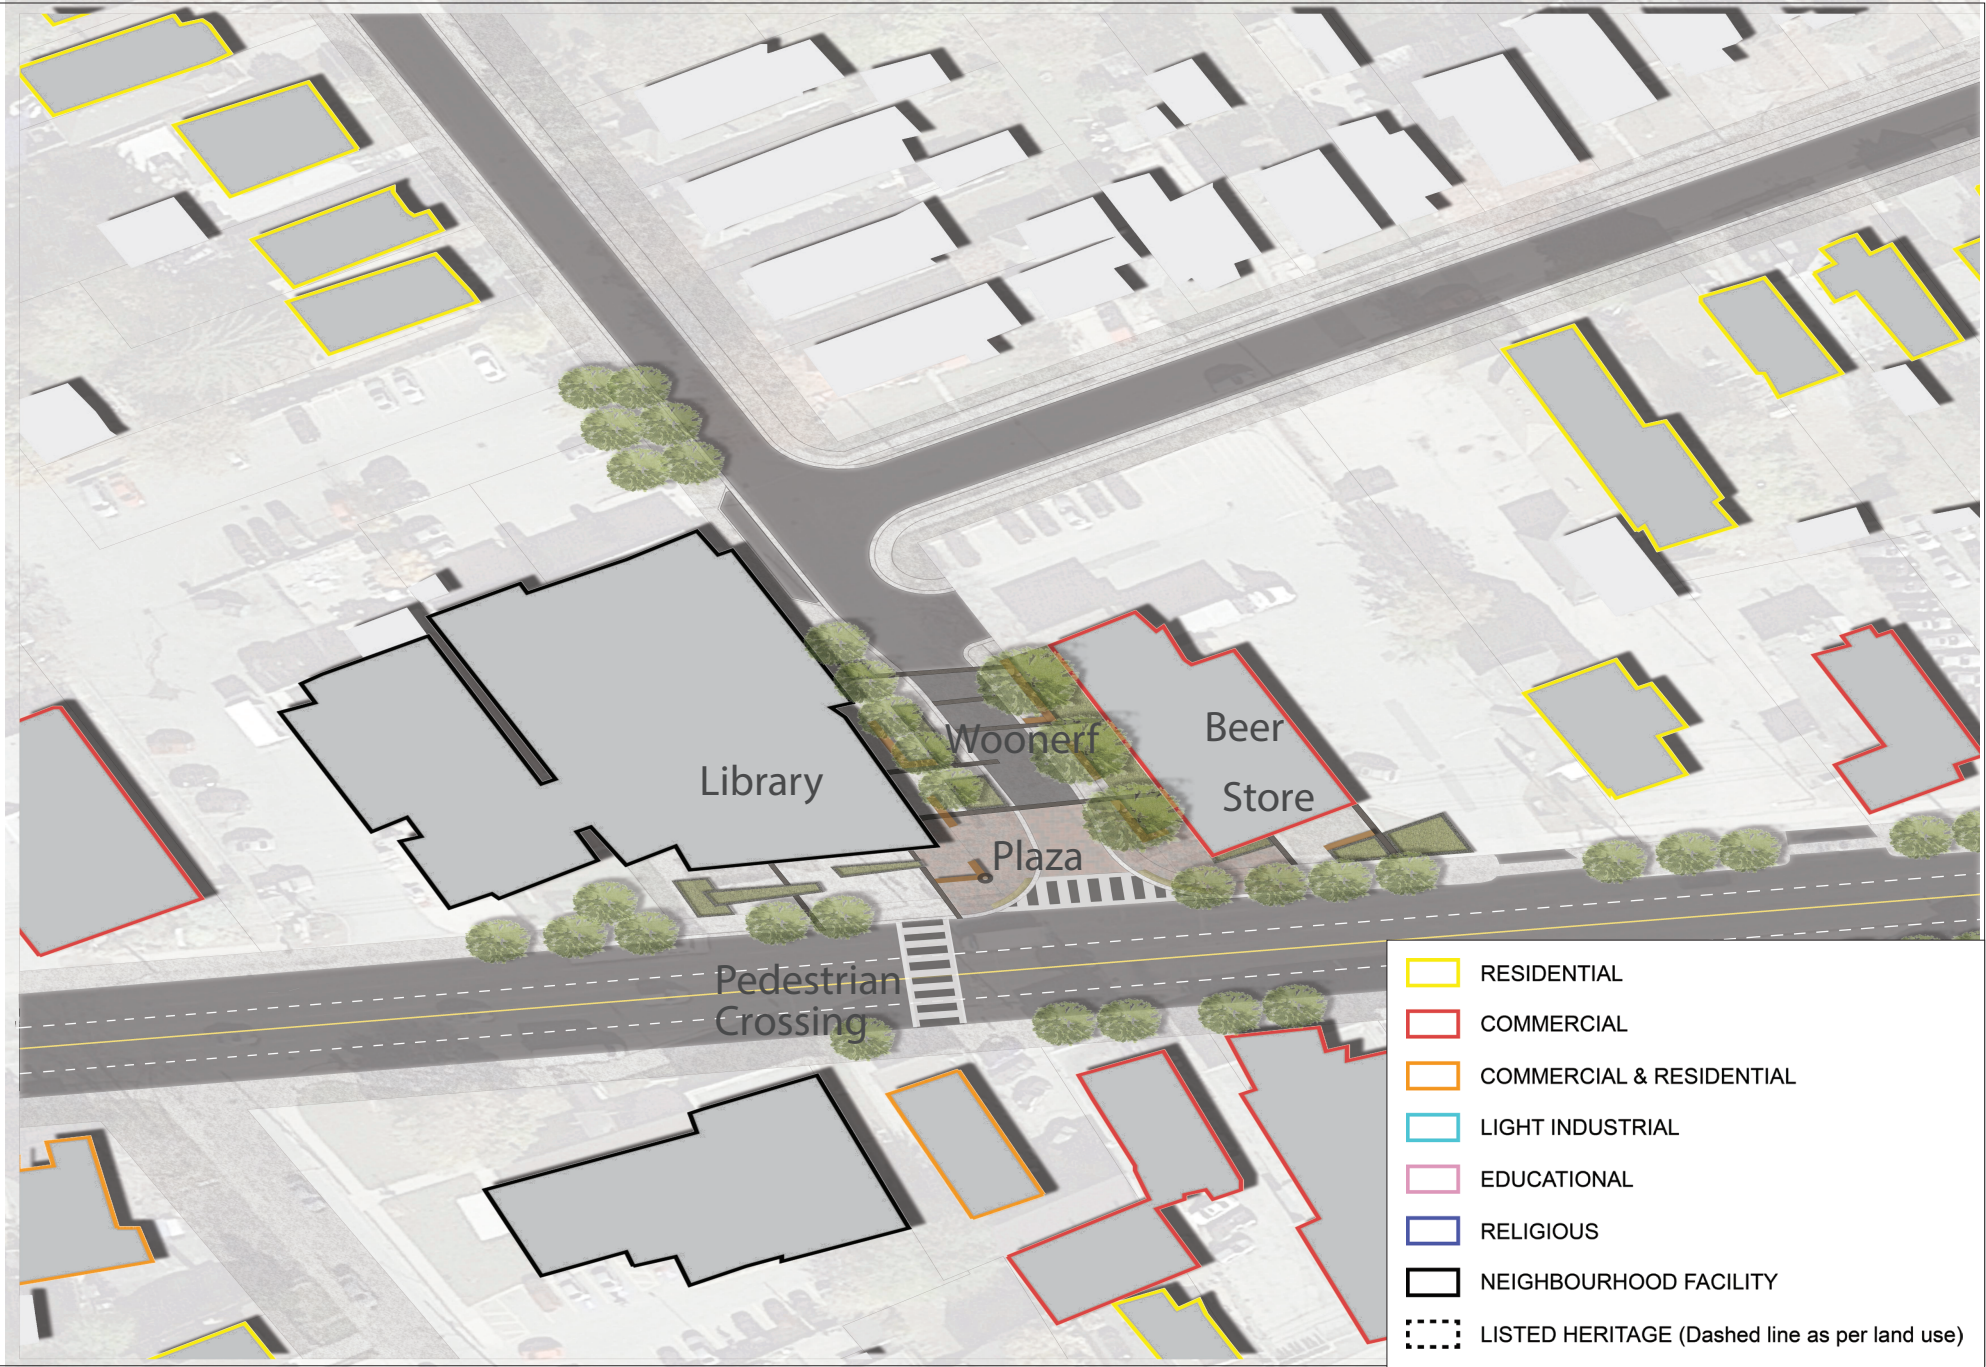 Woonerf
Beer
Store
Library
Plaza
Pedestrian
Crossing
RESIDENTIAL
COMMERCIAL
COMMERCIAL & RESIDENTIAL
LIGHT INDUSTRIAL
EDUCATIONAL
RELIGIOUS
NEIGHBOURHOOD FACILITY
LISTED HERITAGE (Dashed line as per land use)